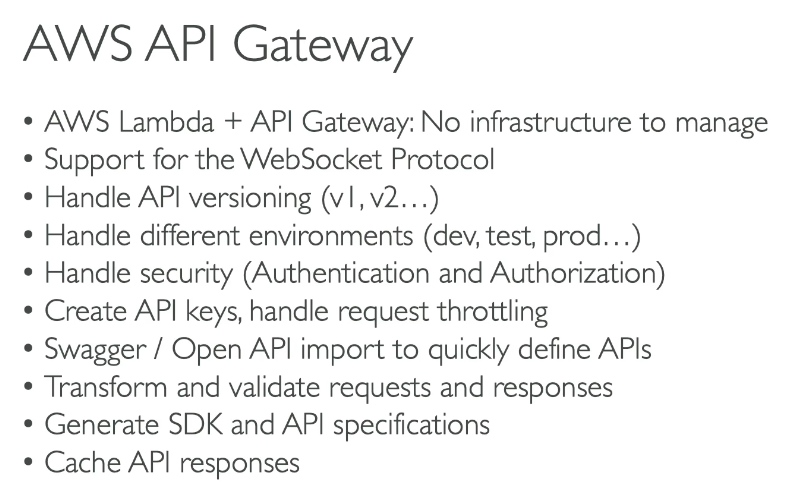 AWS API Gateway
• AWS Lambda + API Gateway: No infrastructure to manage
• Support for the WebSocket Protocol
• Handle API versioning (v1, v2…)
• Handle different environments (dev, test, prod…)
• Handle security (Authentication and Authorization)
• Create API keys, handle request throttling
• Swagger / Open API import to quickly define APIs
• Transform and validate requests and responses
• Generate SDK and API specifications
• Cache API responses